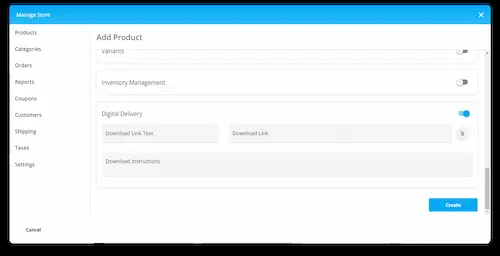 Manage Store
Products
Categories
Orders
Reports
Coupons
Customers
Shipping
Taxes
Settings
Cancel
Add Product
Variants
Inventory Management
Digital Delivery
Download Link Text
Download Link
Download Instructions
Create